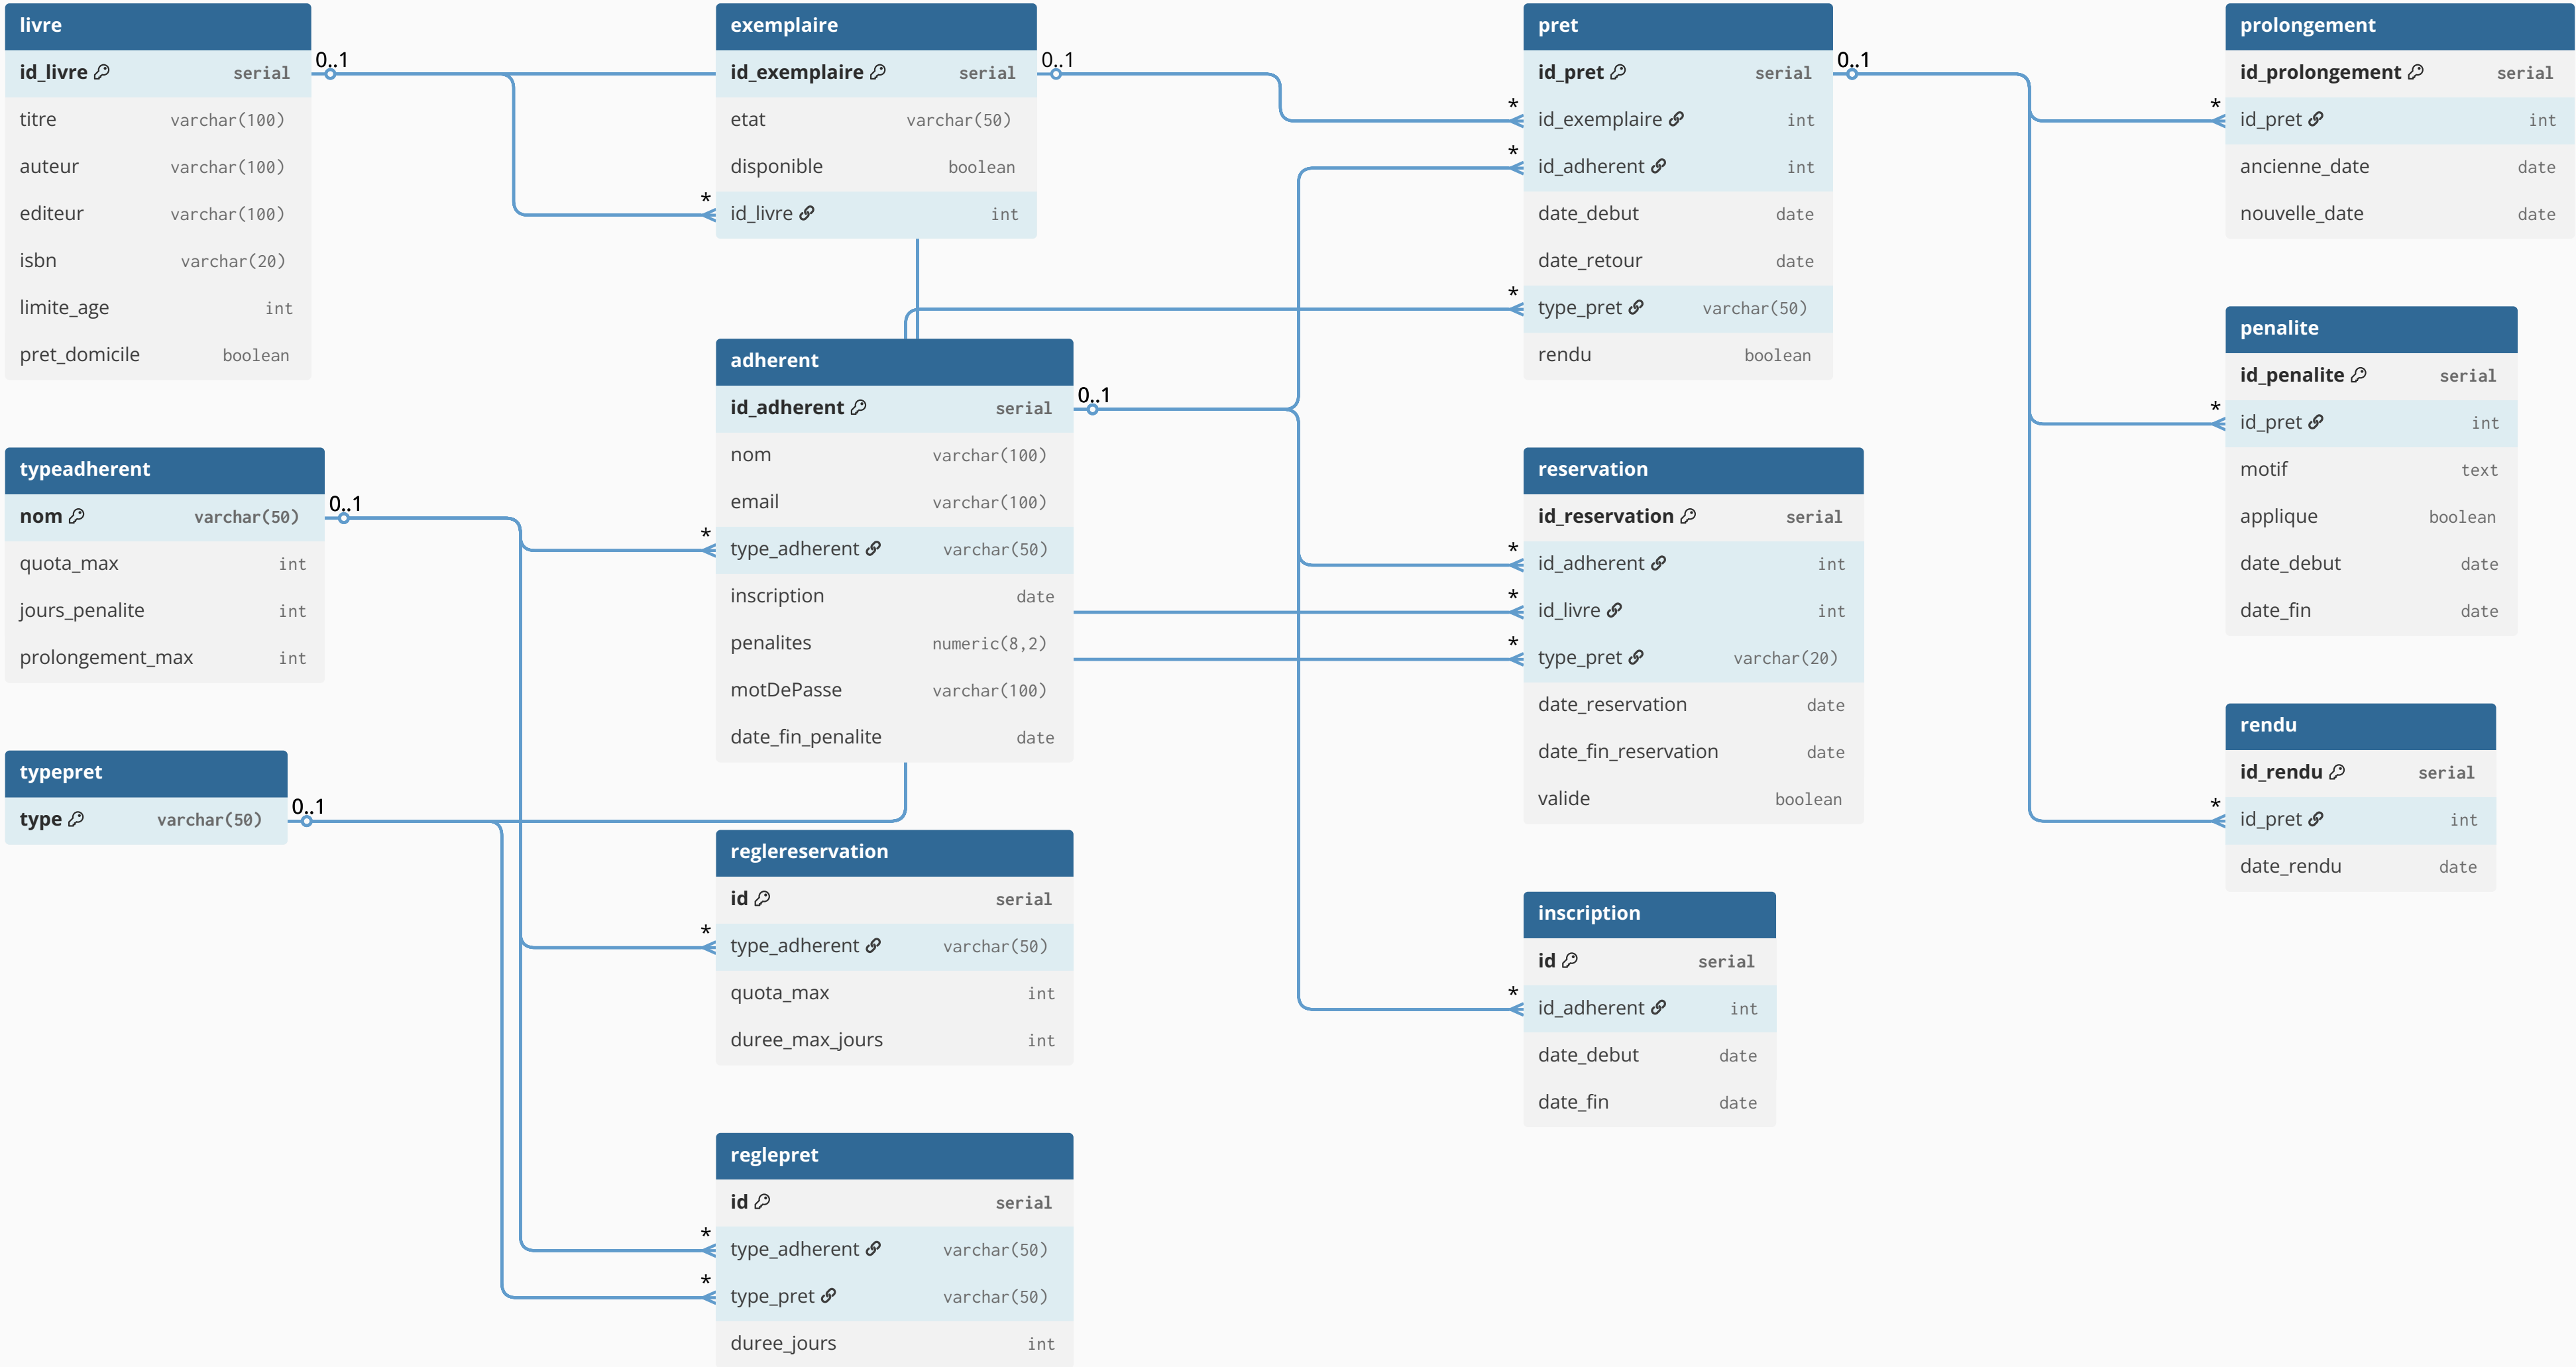 livre
id_livre serial
titre varchar(100)
auteur varchar(100)
editeur varchar(100)
isbn varchar(20)
limite_age int
pret_domicile boolean
0..1
typeadherent
nom varchar(50)
quota_max int
jours_penalite int
prolongement_max int
0..1
typepret
type varchar(50)
0..1
exemplaire
id_exemplaire serial
etat varchar(50)
disponible boolean
* id_livre int
0..1
adherent
id_adherent serial
nom varchar(100)
email varchar(100)
* type_adherent varchar(50)
inscription date
penalites numeric(8,2)
motDePasse varchar(100)
date_fin_penalite date
0..1
reglereservation
id serial
* type_adherent varchar(50)
quota_max int
duree_max_jours int
reglepret
id serial
* type_adherent varchar(50)
* type_pret varchar(50)
duree_jours int
pret
id_pret serial
* id_exemplaire int
* id_adherent int
date_debut date
date_retour date
* type_pret varchar(50)
rendu boolean
0..1
reservation
id_reservation serial
* id_adherent int
* id_livre int
* type_pret varchar(20)
date_reservation date
date_fin_reservation date
valide boolean
inscription
id serial
* id_adherent int
date_debut date
date_fin date
prolongement
id_prolongement serial
* id_pret int
ancienne_date date
nouvelle_date date
penalite
id_penalite serial
* id_pret int
motif text
applique boolean
date_debut date
date_fin date
rendu
id_rendu serial
* id_pret int
date_rendu date